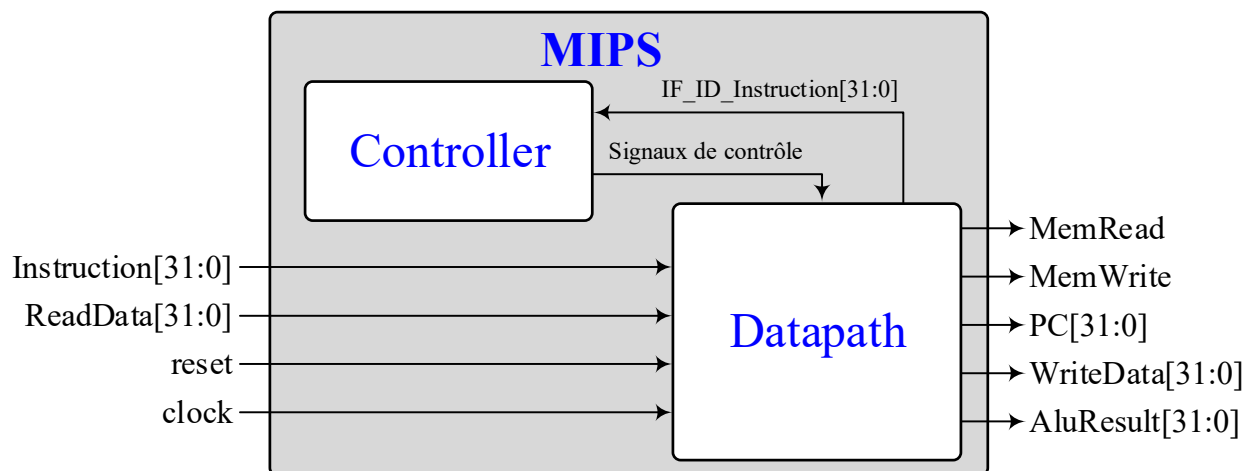 MIPS
IF_ID_Instruction[31:0]
Controller
Signaux de contrôle
Instruction[31:0]
ReadData[31:0]
reset
clock
Datapath
MemRead
MemWrite
PC[31:0]
WriteData[31:0]
AluResult[31:0]